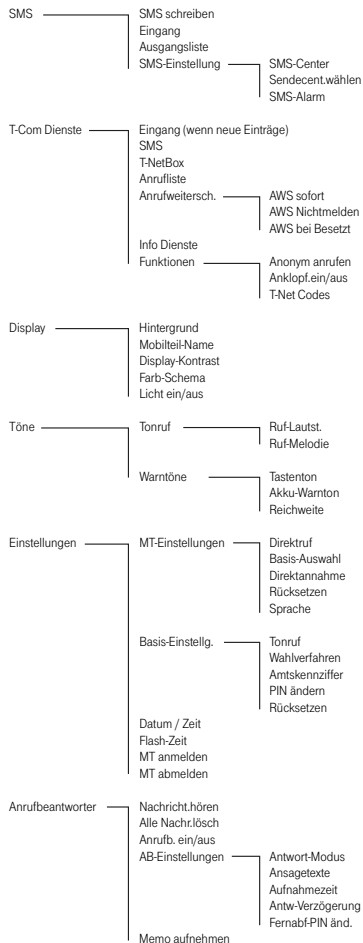 SMS SMS schreiben
Eingang
Ausgangsliste
SMS-Einstellung SMS-Center
Sendecent.wählen
SMS-Alarm
T-Com Dienste Eingang (wenn neue Einträge)
SMS
T-NetBox
Anrufliste
Anrufweitersch. AWS sofort
AWS Nichtmelden
AWS bei Besetzt
Info Dienste
Funktionen Anonym anrufen
Anklopf.ein/aus
T-Net Codes
Display Hintergrund
Mobilteil-Name
Display-Kontrast
Farb-Schema
Licht ein/aus
Töne Tonruf Ruf-Lautst.
Ruf-Melodie
Warntöne Tastenton
Akku-Warnton
Reichweite
Einstellungen MT-Einstellungen Direktruf
Basis-Auswahl
Direktannahme
Rücksetzen
Sprache
Basis-Einstellg. Tonruf
Wahlverfahren
Amtskennziffer
PIN ändern
Rücksetzen
Datum / Zeit
Flash-Zeit
MT anmelden
MT abmelden
Anrufbeantworter Nachricht.hören
Alle Nachr.lösch
Anrufb. ein/aus
AB-Einstellungen Antwort-Modus
Ansagetexte
Aufnahmezeit
Antw-Verzögerung
Fernabf-PIN änd.
Memo aufnehmen